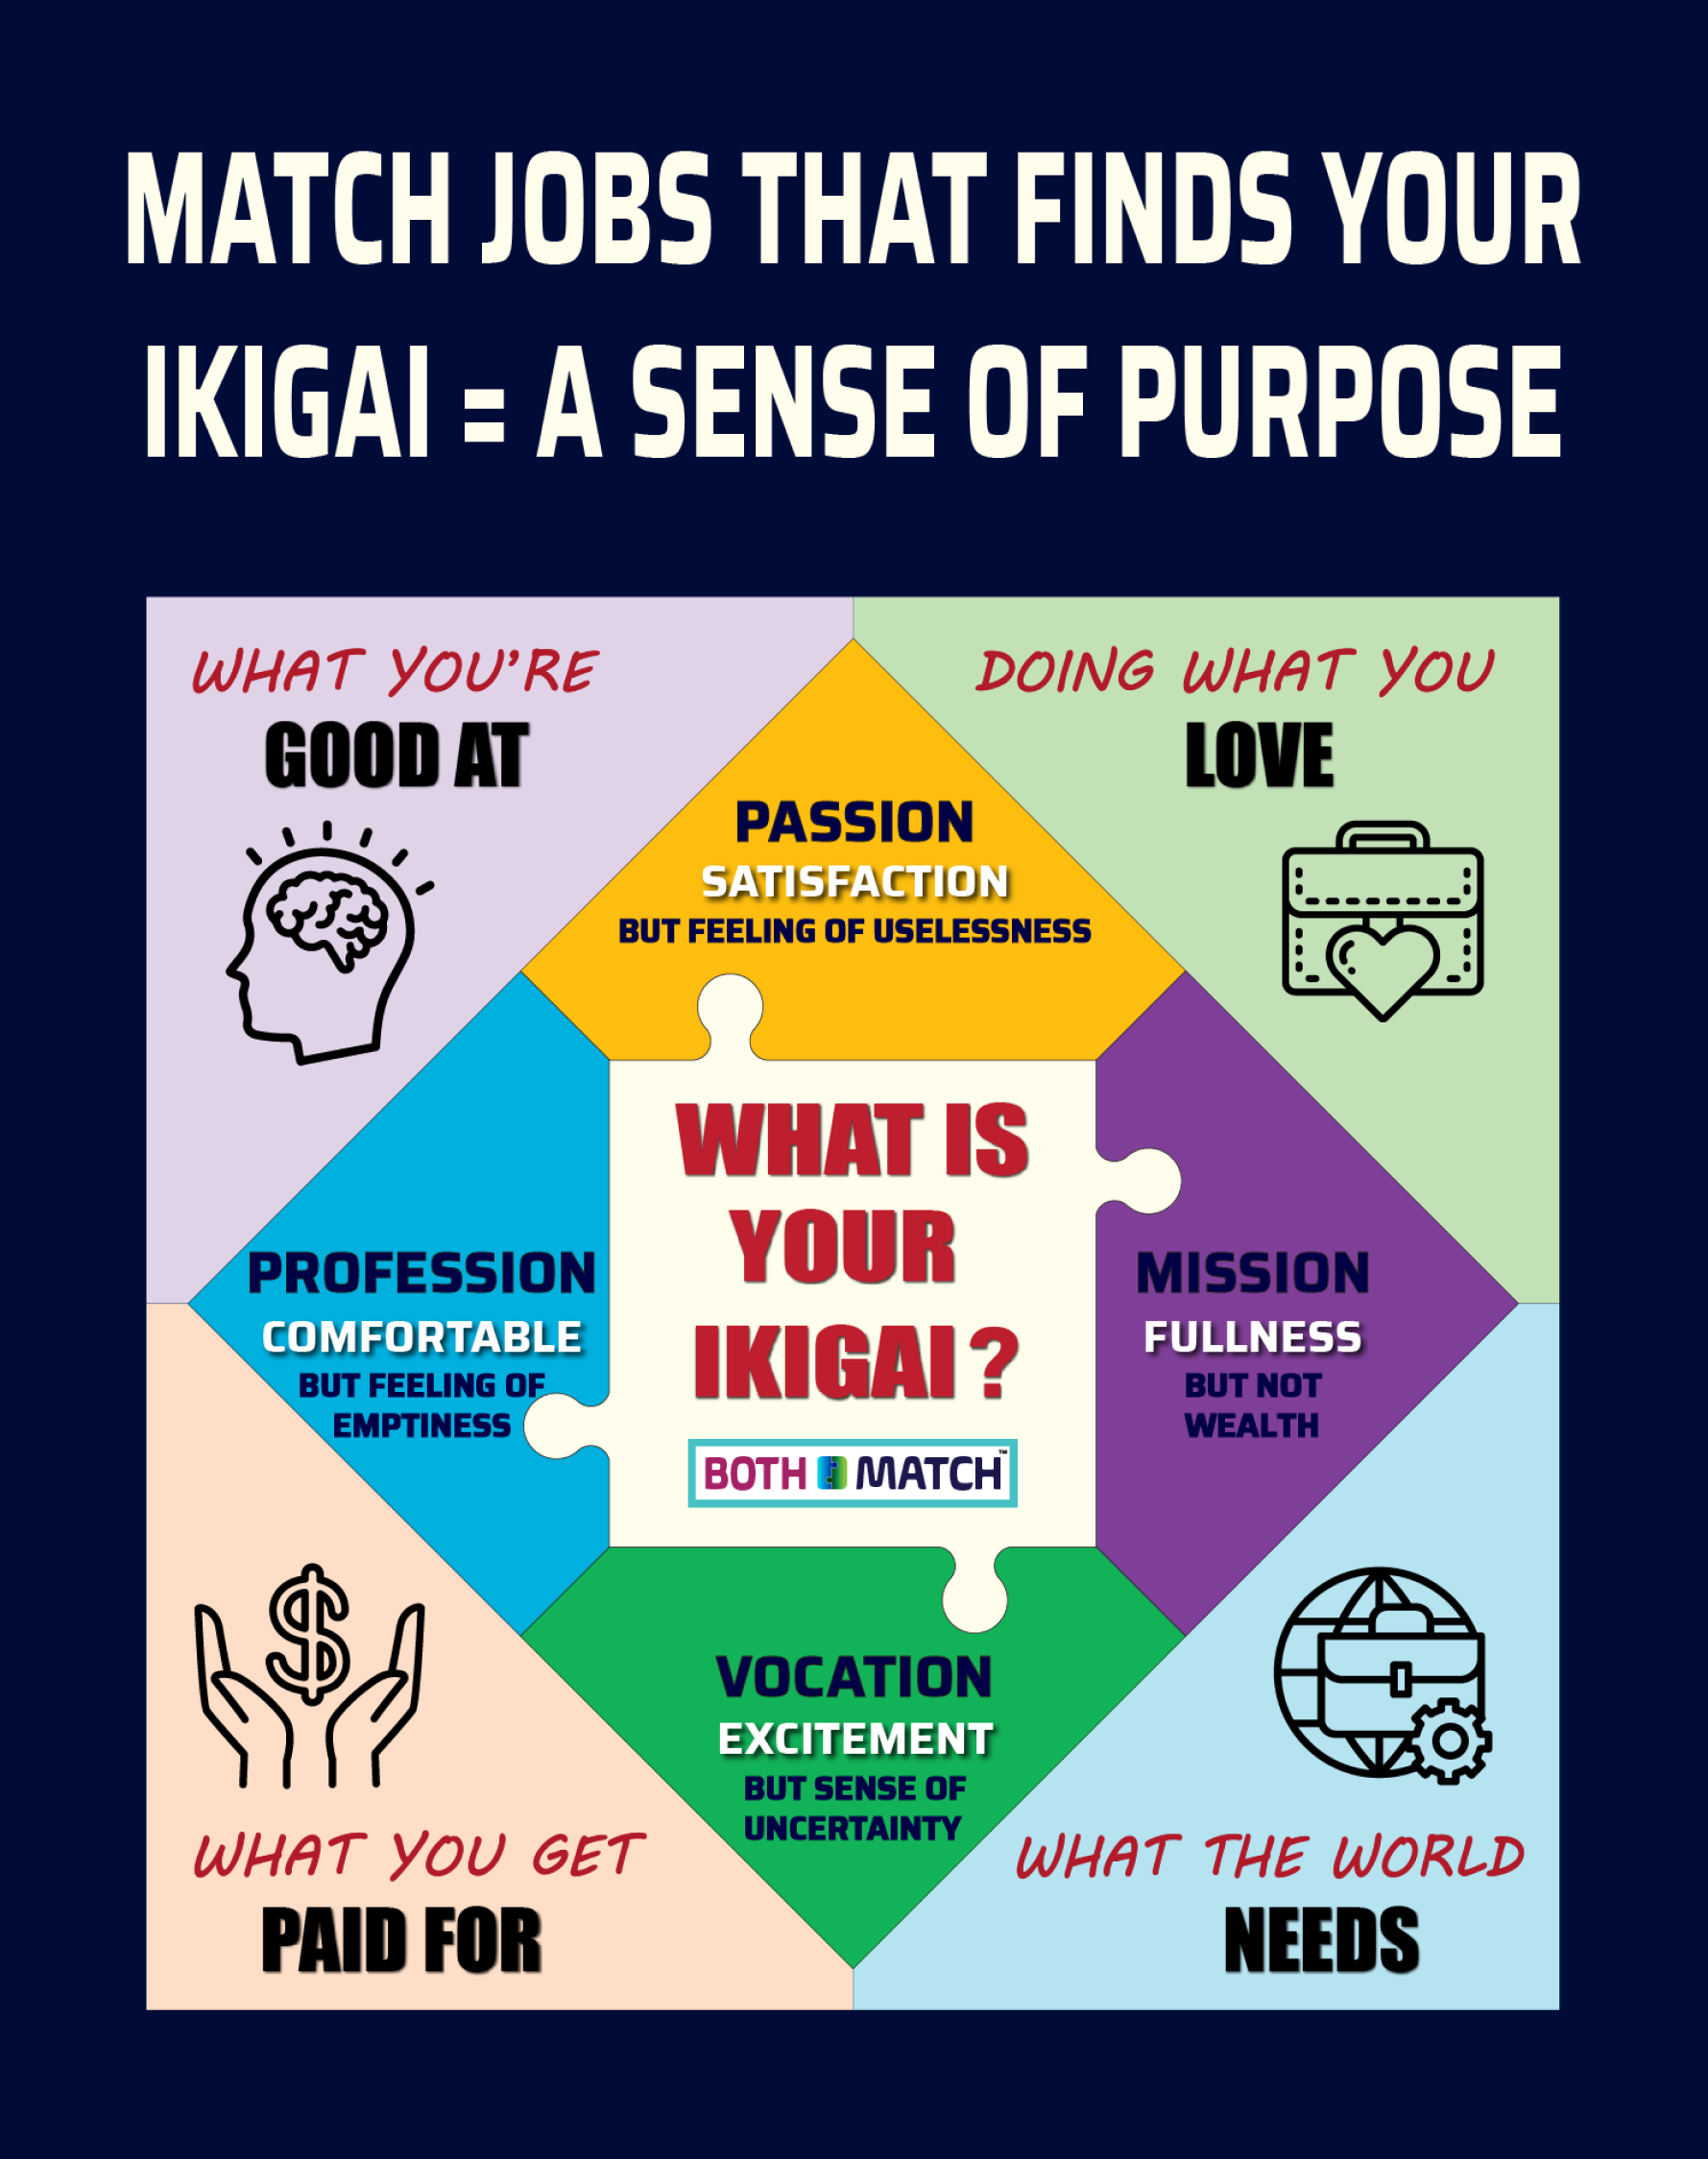 MATCH JOBS THAT FINDS YOUR
IKIGAI = A SENSE OF PURPOSE
WHAT YOU'RE
GOOD AT
DOING WHAT YOU
LOVE
PASSION
SATISFACTION
BUT FEELING OF USELESSNESS
PROFESSION
COMFORTABLE
BUT FEELING OF
EMPTINESS
WHAT IS
YOUR
IKIGAI?
BOTH MATCH™
MISSION
FULLNESS
BUT NOT
WEALTH
VOCATION
EXCITEMENT
BUT SENSE OF
UNCERTAINTY
WHAT YOU GET
PAID FOR
WHAT THE WORLD
NEEDS